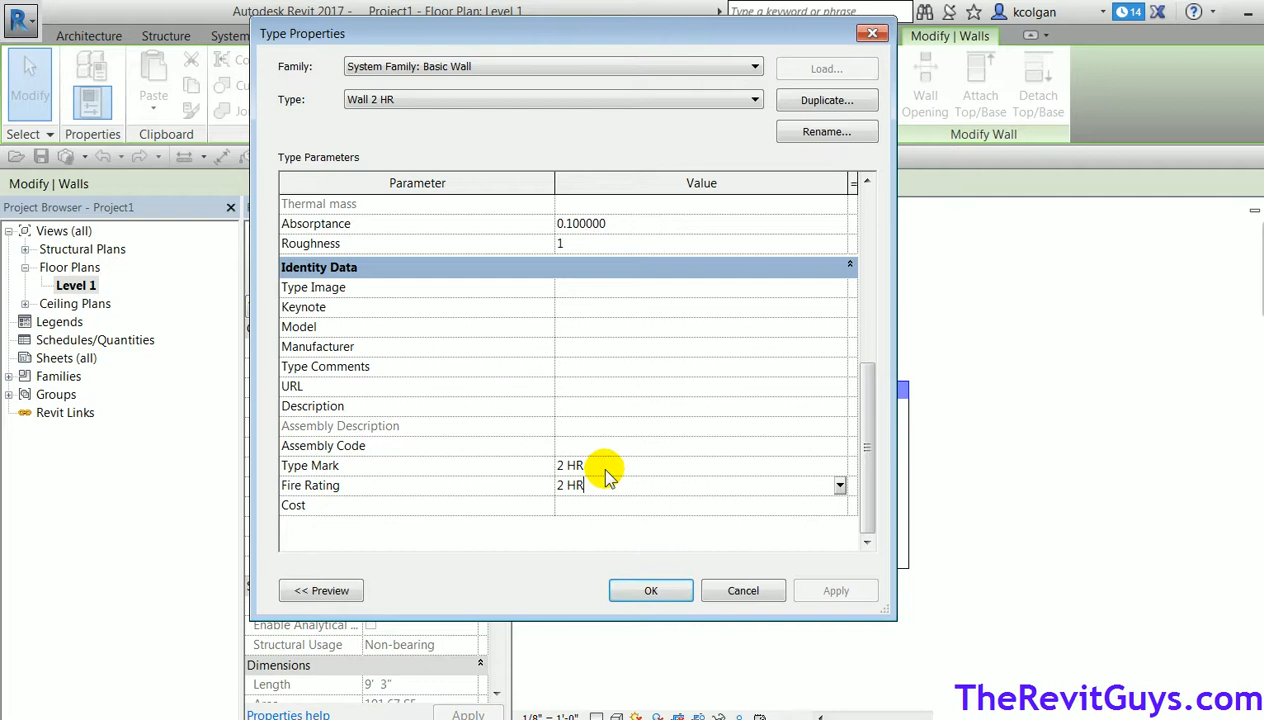 Autodesk Revit 2017 - Project1 - Floor Plan: Level 1
Type a keyword or phrase
kcolgan
14
Architecture
Structure
Modify | Walls
Modify
Paste
Wall Opening
Attach Top/Base
Detach Top/Base
Select
Properties
Clipboard
Modify Wall
Modify | Walls
Project Browser - Project1
Views (all)
Structural Plans
Floor Plans
Level 1
Ceiling Plans
Legends
Schedules/Quantities
Sheets (all)
Families
Groups
Revit Links
Type Properties
Family:
System Family: Basic Wall
Load...
Type:
Wall 2 HR
Duplicate...
Rename...
Type Parameters
Parameter
Value
=
Thermal mass
Absorptance
0.100000
Roughness
1
Identity Data
Type Image
Keynote
Model
Manufacturer
Type Comments
URL
Description
Assembly Description
Assembly Code
Type Mark
2 HR
Fire Rating
2 HR
Cost
<< Preview
OK
Cancel
Apply
Enable Analytical ...
Structural Usage
Non-bearing
Dimensions
Length
9'  3"
Properties help
Apply
1/8" = 1'-0"
TheRevitGuys.com